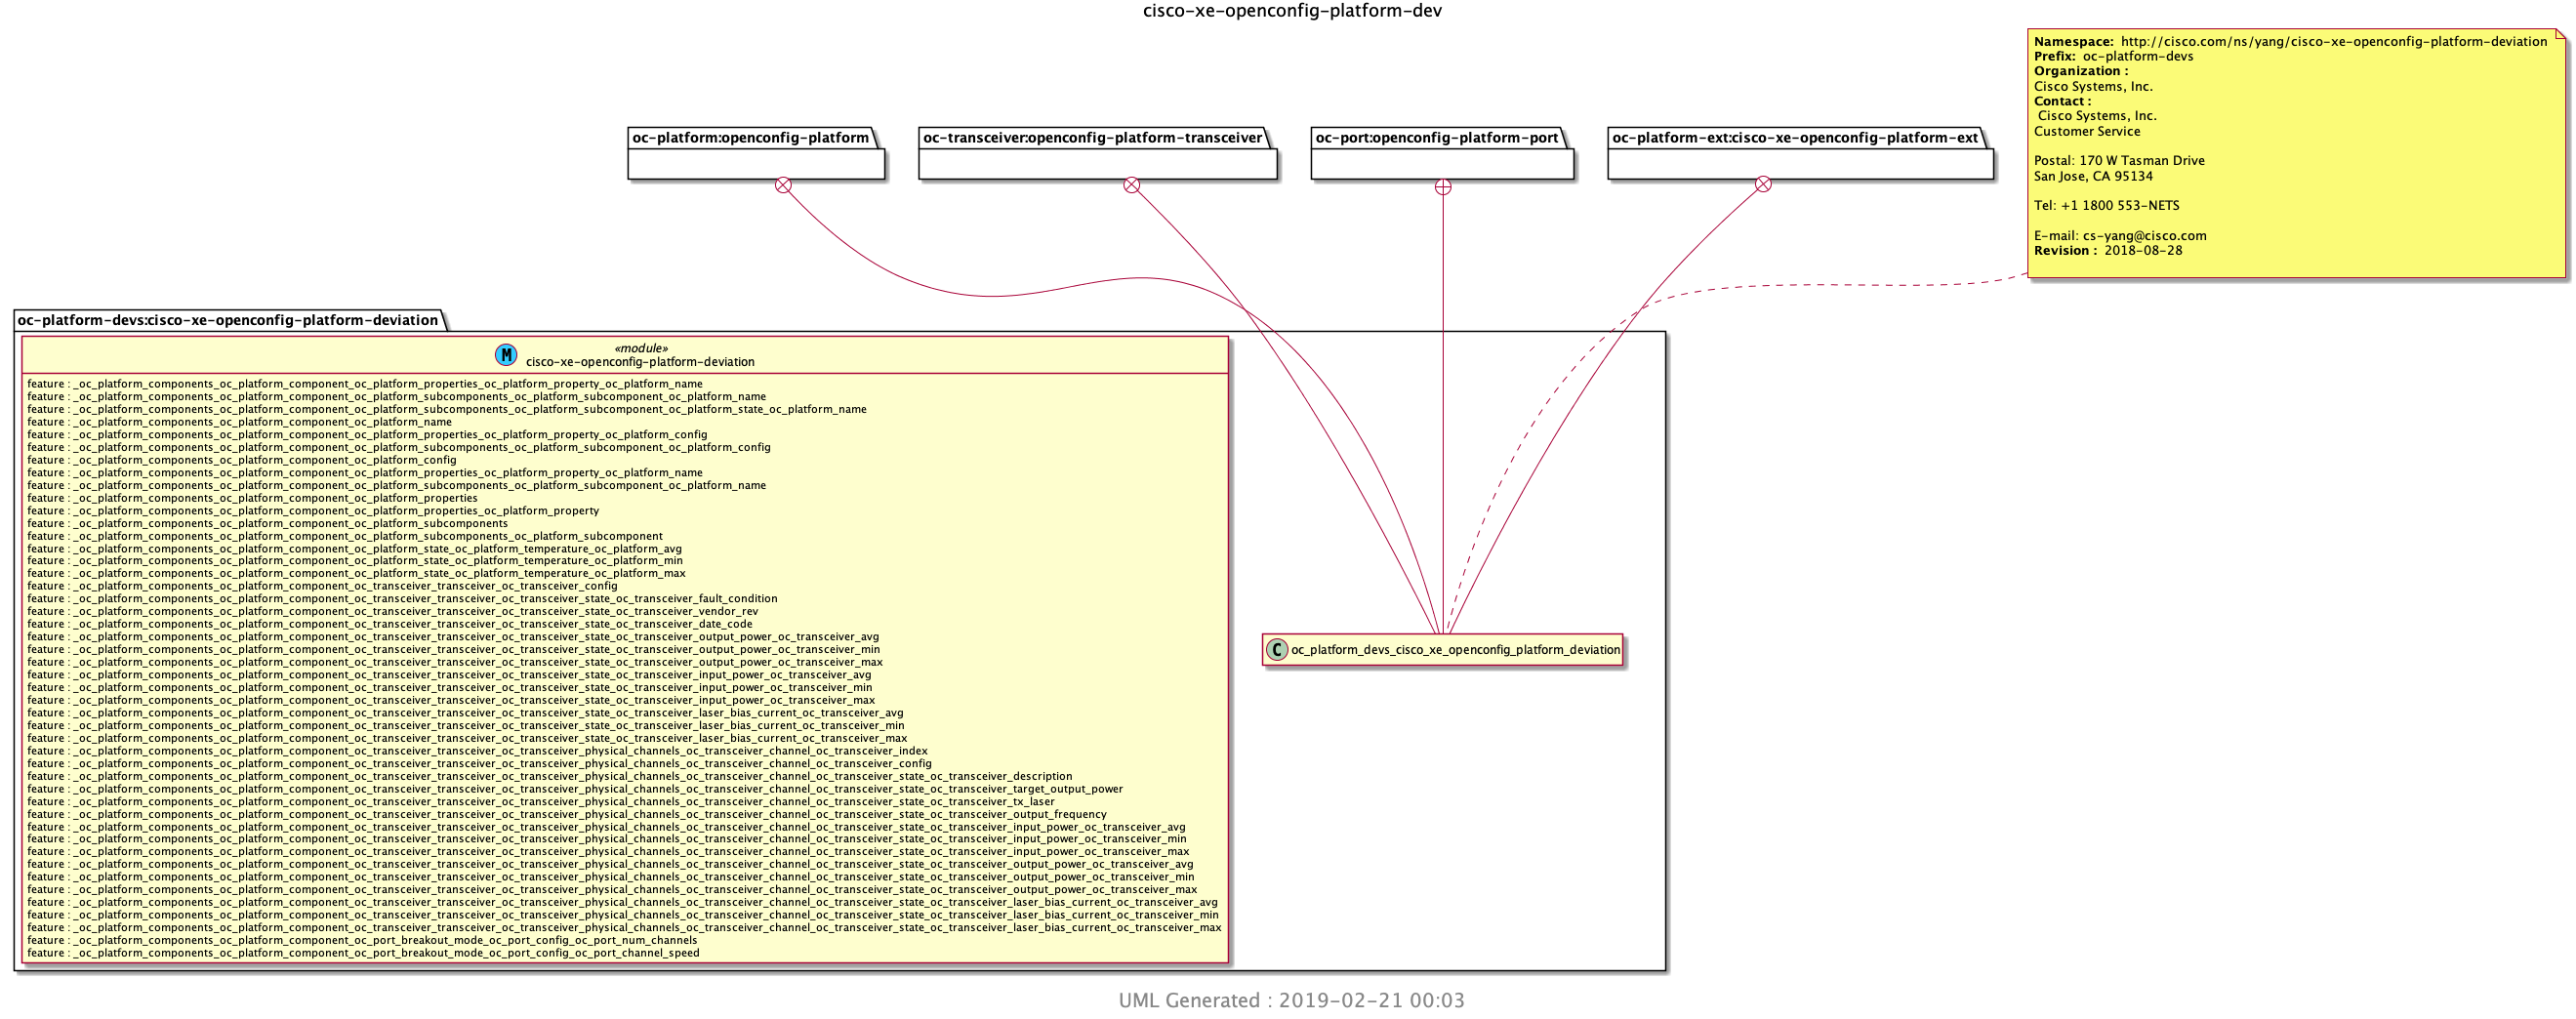 cisco-xe-openconfig-platform-dev
Namespace: http://cisco.com/ns/yang/cisco-xe-openconfig-platform-deviation
Prefix: oc-platform-devs
Organization :
Cisco Systems, Inc.
Contact :
Cisco Systems, Inc.
Customer Service
Postal: 170 W Tasman Drive
San Jose, CA 95134
Tel: +1 1800 553-NETS
E-mail: cs-yang@cisco.com
Revision : 2018-08-28
oc-platform:openconfig-platform
oc-transceiver:openconfig-platform-transceiver
oc-port:openconfig-platform-port
oc-platform-ext:cisco-xe-openconfig-platform-ext
oc-platform-devs:cisco-xe-openconfig-platform-deviation
M
«module»
cisco-xe-openconfig-platform-deviation
feature : _oc_platform_components_oc_platform_component_oc_platform_properties_oc_platform_property_oc_platform_name
feature : _oc_platform_components_oc_platform_component_oc_platform_subcomponents_oc_platform_subcomponent_oc_platform_name
feature : _oc_platform_components_oc_platform_component_oc_platform_subcomponents_oc_platform_subcomponent_oc_platform_state_oc_platform_name
feature : _oc_platform_components_oc_platform_component_oc_platform_name
feature : _oc_platform_components_oc_platform_component_oc_platform_properties_oc_platform_property_oc_platform_config
feature : _oc_platform_components_oc_platform_component_oc_platform_subcomponents_oc_platform_subcomponent_oc_platform_config
feature : _oc_platform_components_oc_platform_component_oc_platform_config
feature : _oc_platform_components_oc_platform_component_oc_platform_properties_oc_platform_property_oc_platform_name
feature : _oc_platform_components_oc_platform_component_oc_platform_subcomponents_oc_platform_subcomponent_oc_platform_name
feature : _oc_platform_components_oc_platform_component_oc_platform_properties
feature : _oc_platform_components_oc_platform_component_oc_platform_properties_oc_platform_property
feature : _oc_platform_components_oc_platform_component_oc_platform_subcomponents
feature : _oc_platform_components_oc_platform_component_oc_platform_subcomponents_oc_platform_subcomponent
feature : _oc_platform_components_oc_platform_component_oc_platform_state_oc_platform_temperature_oc_platform_avg
feature : _oc_platform_components_oc_platform_component_oc_platform_state_oc_platform_temperature_oc_platform_min
feature : _oc_platform_components_oc_platform_component_oc_platform_state_oc_platform_temperature_oc_platform_max
feature : _oc_platform_components_oc_platform_component_oc_transceiver_transceiver_oc_transceiver_config
feature : _oc_platform_components_oc_platform_component_oc_transceiver_transceiver_oc_transceiver_state_oc_transceiver_fault_condition
feature : _oc_platform_components_oc_platform_component_oc_transceiver_transceiver_oc_transceiver_state_oc_transceiver_vendor_rev
feature : _oc_platform_components_oc_platform_component_oc_transceiver_transceiver_oc_transceiver_state_oc_transceiver_date_code
feature : _oc_platform_components_oc_platform_component_oc_transceiver_transceiver_oc_transceiver_state_oc_transceiver_output_power_oc_transceiver_avg
feature : _oc_platform_components_oc_platform_component_oc_transceiver_transceiver_oc_transceiver_state_oc_transceiver_output_power_oc_transceiver_min
feature : _oc_platform_components_oc_platform_component_oc_transceiver_transceiver_oc_transceiver_state_oc_transceiver_output_power_oc_transceiver_max
feature : _oc_platform_components_oc_platform_component_oc_transceiver_transceiver_oc_transceiver_state_oc_transceiver_input_power_oc_transceiver_avg
feature : _oc_platform_components_oc_platform_component_oc_transceiver_transceiver_oc_transceiver_state_oc_transceiver_input_power_oc_transceiver_min
feature : _oc_platform_components_oc_platform_component_oc_transceiver_transceiver_oc_transceiver_state_oc_transceiver_input_power_oc_transceiver_max
feature : _oc_platform_components_oc_platform_component_oc_transceiver_transceiver_oc_transceiver_state_oc_transceiver_laser_bias_current_oc_transceiver_avg
feature : _oc_platform_components_oc_platform_component_oc_transceiver_transceiver_oc_transceiver_state_oc_transceiver_laser_bias_current_oc_transceiver_min
feature : _oc_platform_components_oc_platform_component_oc_transceiver_transceiver_oc_transceiver_state_oc_transceiver_laser_bias_current_oc_transceiver_max
feature : _oc_platform_components_oc_platform_component_oc_transceiver_transceiver_oc_transceiver_physical_channels_oc_transceiver_channel_oc_transceiver_index
feature : _oc_platform_components_oc_platform_component_oc_transceiver_transceiver_oc_transceiver_physical_channels_oc_transceiver_channel_oc_transceiver_config
feature : _oc_platform_components_oc_platform_component_oc_transceiver_transceiver_oc_transceiver_physical_channels_oc_transceiver_channel_oc_transceiver_state_oc_transceiver_description
feature : _oc_platform_components_oc_platform_component_oc_transceiver_transceiver_oc_transceiver_physical_channels_oc_transceiver_channel_oc_transceiver_state_oc_transceiver_target_output_power
feature : _oc_platform_components_oc_platform_component_oc_transceiver_transceiver_oc_transceiver_physical_channels_oc_transceiver_channel_oc_transceiver_state_oc_transceiver_tx_laser
feature : _oc_platform_components_oc_platform_component_oc_transceiver_transceiver_oc_transceiver_physical_channels_oc_transceiver_channel_oc_transceiver_state_oc_transceiver_output_frequency
feature : _oc_platform_components_oc_platform_component_oc_transceiver_transceiver_oc_transceiver_physical_channels_oc_transceiver_channel_oc_transceiver_state_oc_transceiver_input_power_oc_transceiver_avg
feature : _oc_platform_components_oc_platform_component_oc_transceiver_transceiver_oc_transceiver_physical_channels_oc_transceiver_channel_oc_transceiver_state_oc_transceiver_input_power_oc_transceiver_min
feature : _oc_platform_components_oc_platform_component_oc_transceiver_transceiver_oc_transceiver_physical_channels_oc_transceiver_channel_oc_transceiver_state_oc_transceiver_input_power_oc_transceiver_max
feature : _oc_platform_components_oc_platform_component_oc_transceiver_transceiver_oc_transceiver_physical_channels_oc_transceiver_channel_oc_transceiver_state_oc_transceiver_output_power_oc_transceiver_avg
feature : _oc_platform_components_oc_platform_component_oc_transceiver_transceiver_oc_transceiver_physical_channels_oc_transceiver_channel_oc_transceiver_state_oc_transceiver_output_power_oc_transceiver_min
feature : _oc_platform_components_oc_platform_component_oc_transceiver_transceiver_oc_transceiver_physical_channels_oc_transceiver_channel_oc_transceiver_state_oc_transceiver_output_power_oc_transceiver_max
feature : _oc_platform_components_oc_platform_component_oc_transceiver_transceiver_oc_transceiver_physical_channels_oc_transceiver_channel_oc_transceiver_state_oc_transceiver_laser_bias_current_oc_transceiver_avg
feature : _oc_platform_components_oc_platform_component_oc_transceiver_transceiver_oc_transceiver_physical_channels_oc_transceiver_channel_oc_transceiver_state_oc_transceiver_laser_bias_current_oc_transceiver_min
feature : _oc_platform_components_oc_platform_component_oc_transceiver_transceiver_oc_transceiver_physical_channels_oc_transceiver_channel_oc_transceiver_state_oc_transceiver_laser_bias_current_oc_transceiver_max
feature : _oc_platform_components_oc_platform_component_oc_port_breakout_mode_oc_port_config_oc_port_num_channels
feature : _oc_platform_components_oc_platform_component_oc_port_breakout_mode_oc_port_config_oc_port_channel_speed
C oc_platform_devs_cisco_xe_openconfig_platform_deviation
UML Generated : 2019-02-21 00:03